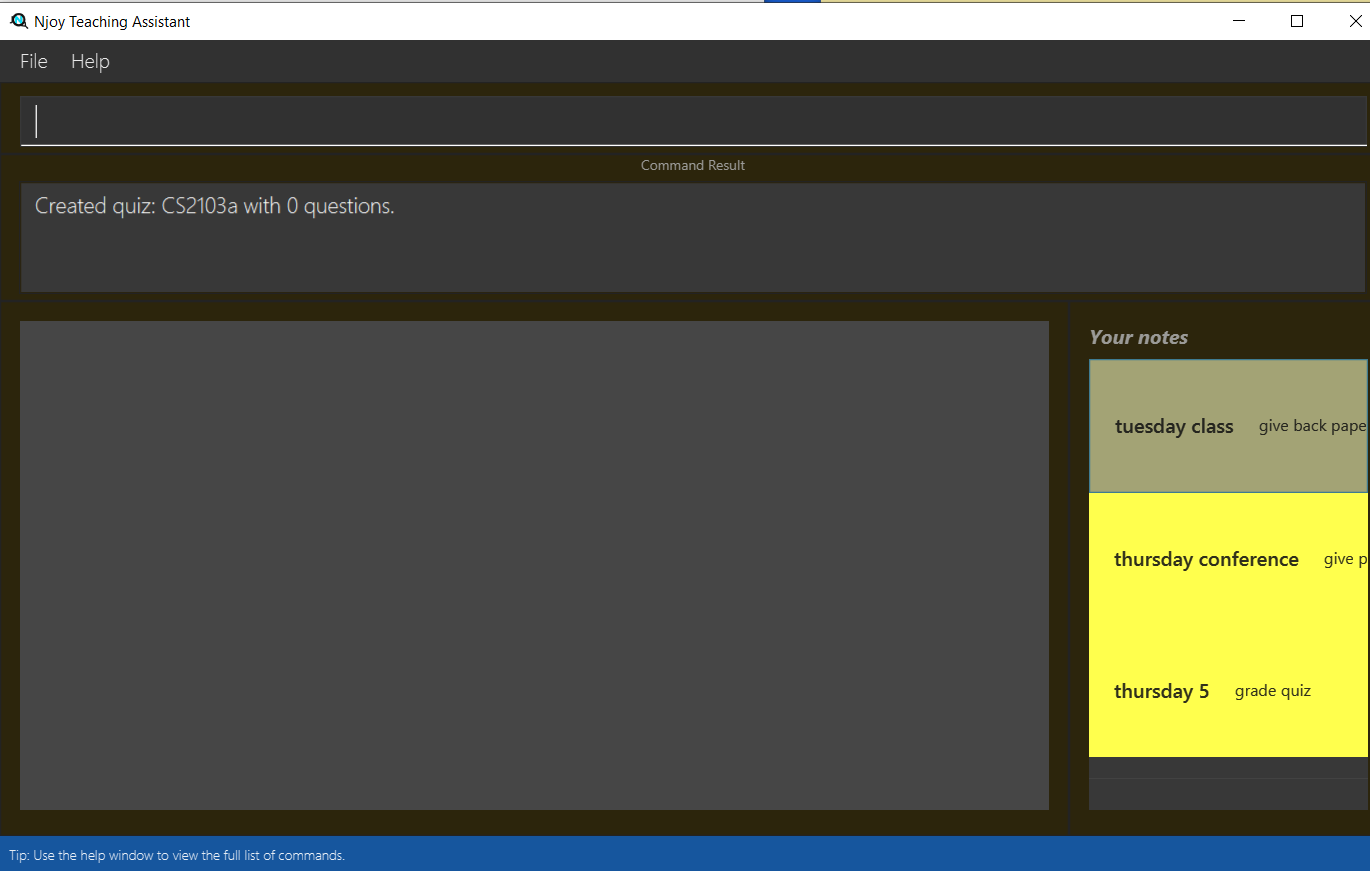 Njoy Teaching Assistant
File Help
Command Result
Created quiz: CS2103a with 0 questions.
Your notes
tuesday class give back pape
thursday conference give p
thursday 5 grade quiz
Tip: Use the help window to view the full list of commands.